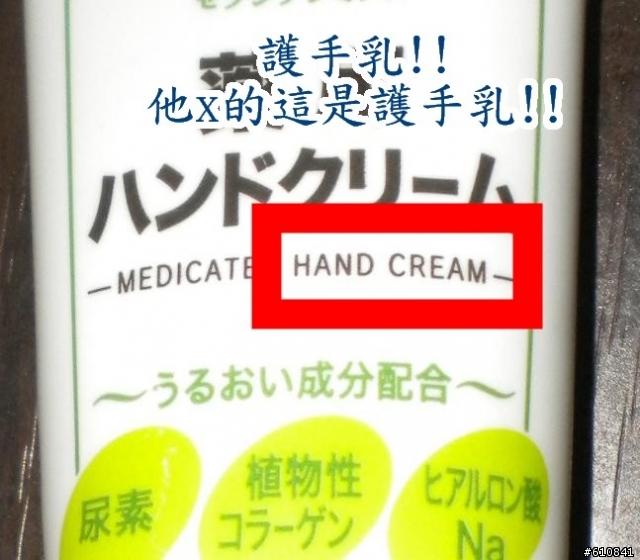 護手乳!!
他x的這是護手乳!!
薬
ハンドクリーム
MEDICATE HAND CREAM
〜うるおい成分配合〜
尿素
植物性
コラーゲン
ヒアルロン酸
Na
#610841